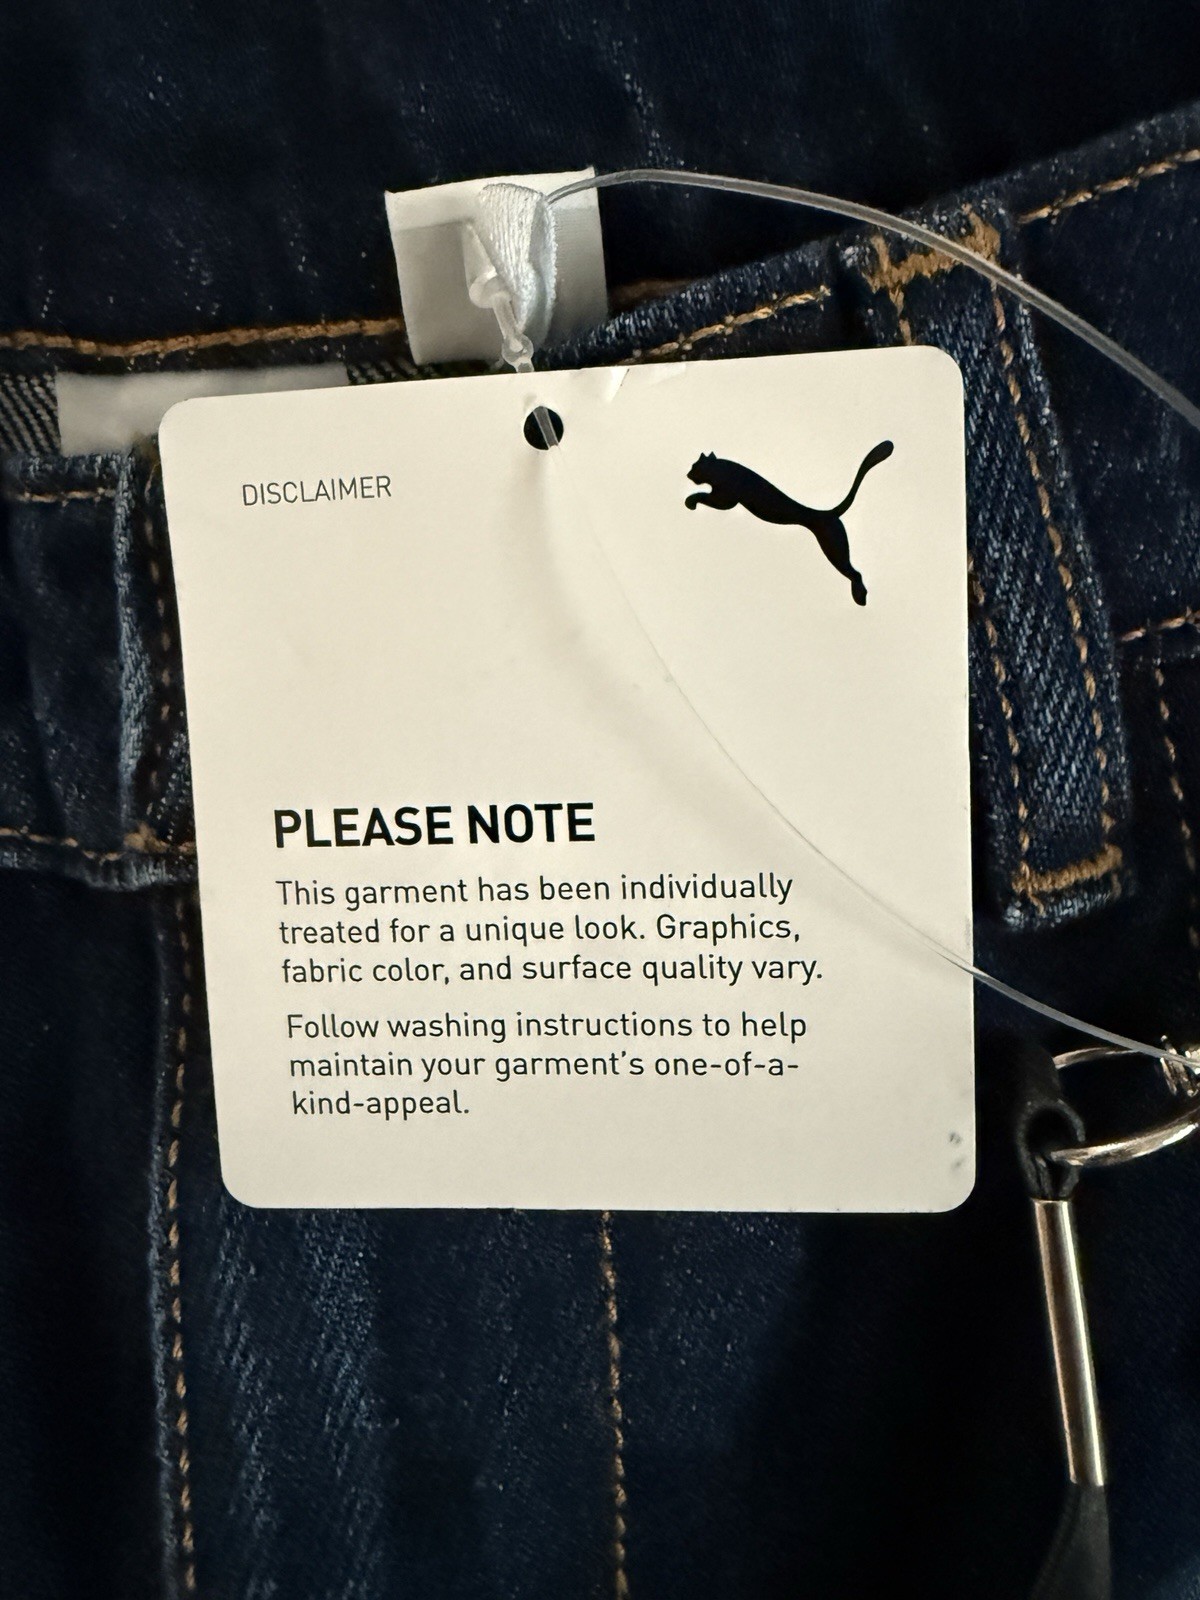 DISCLAIMER
PLEASE NOTE
This garment has been individually
treated for a unique look. Graphics,
fabric color, and surface quality vary.
Follow washing instructions to help
maintain your garment's one-of-a-
kind-appeal.